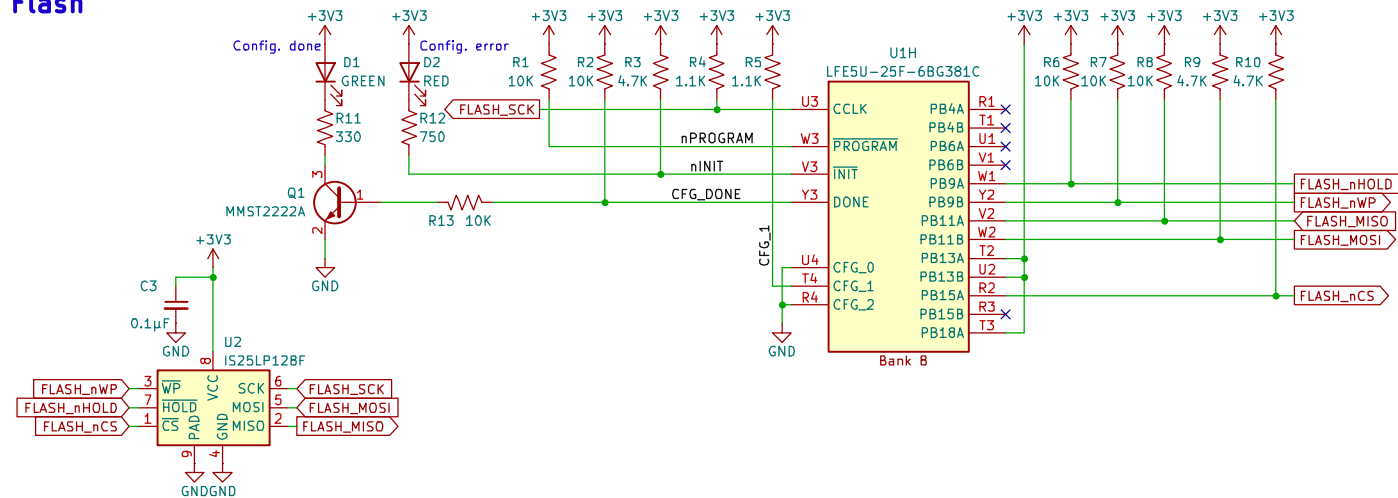 Flash
+3V3 +3V3 +3V3 +3V3 +3V3 +3V3 +3V3 +3V3 +3V3 +3V3 +3V3 +3V3 +3V3
Config. done
Config. error
D1
GREEN
D2
RED
R11
330
R12
750
R1
10K
R2
10K
R3
4.7K
R4
1.1K
R5
1.1K
FLASH_SCK
nPROGRAM
nINIT
CFG_DONE
CFG_1
Q1
MMST2222A
3
1
2
R13 10K
GND
GND
U1H
LFE5U-25F-6BG381C
U3 CCLK
W3 PROGRAM
V3 INIT
Y3 DONE
U4 CFG_0
T4 CFG_1
R4 CFG_2
PB4A R1
PB4B T1
PB6A U1
PB6B V1
PB9A W1
PB9B Y2
PB11A V2
PB11B W2
PB13A T2
PB13B U2
PB15A R2
PB15B R3
PB18A T3
Bank 8
R6
10K
R7
10K
R8
10K
R9
4.7K
R10
4.7K
FLASH_nHOLD
FLASH_nWP
FLASH_MISO
FLASH_MOSI
FLASH_nCS
+3V3
C3
0.1µF
GND
U2
IS25LP128F
8
VCC
FLASH_nWP 3 WP SCK 6 FLASH_SCK
FLASH_nHOLD 7 HOLD MOSI 5 FLASH_MOSI
FLASH_nCS 1 CS MISO 2 FLASH_MISO
PAD GND
9 4
GND GND